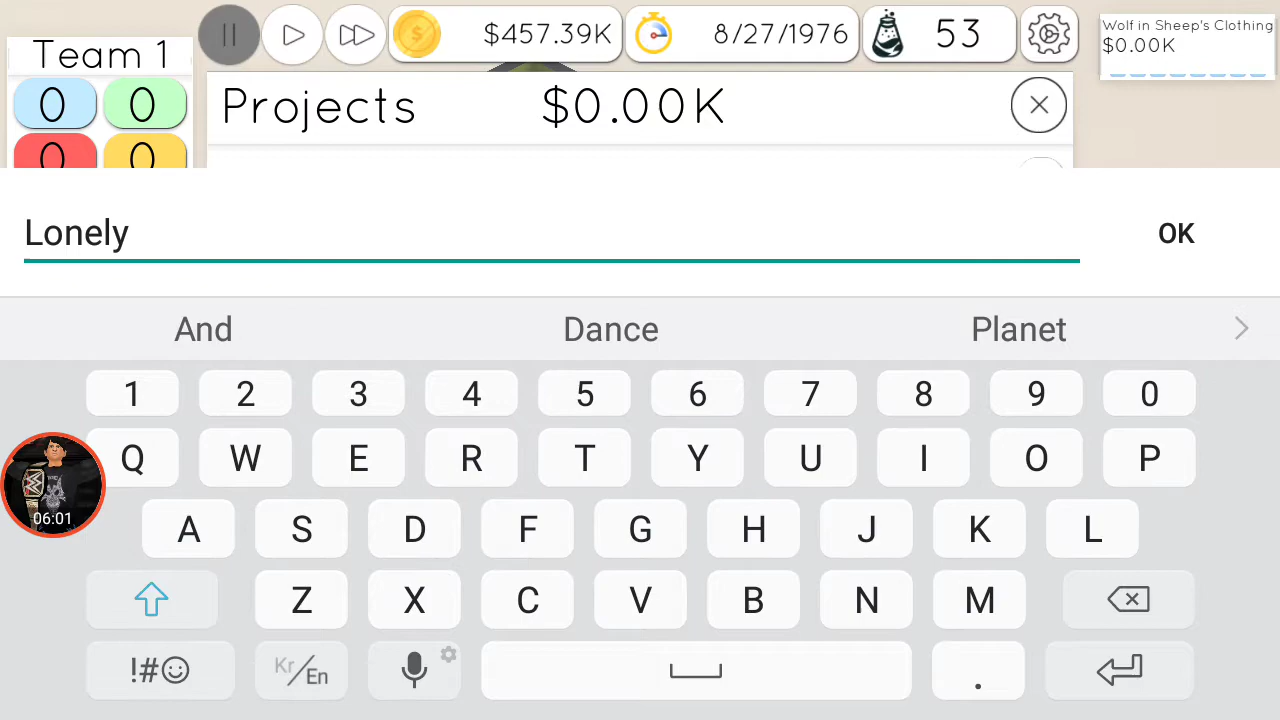 Team 1
0 0
0 0
$457.39K
8/27/1976
53
Wolf in Sheep's Clothing
$0.00K
Projects $0.00K
Lonely
OK
And Dance Planet
1 2 3 4 5 6 7 8 9 0
Q W E R T Y U I O P
06:01
A S D F G H J K L
Z X C V B N M
!#☺ Kr/En .